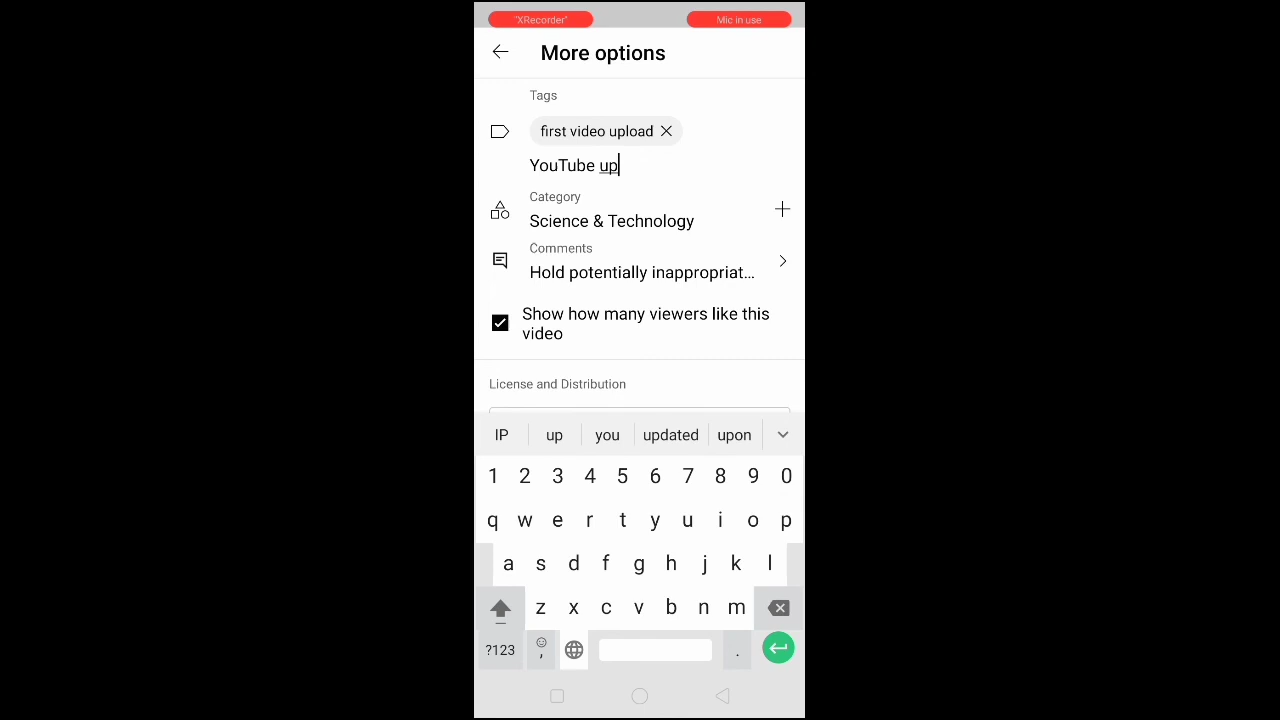 "XRecorder" Mic in use
More options
Tags
first video upload
YouTube up
Category
Science & Technology
Comments
Hold potentially inappropriat...
Show how many viewers like this
video
License and Distribution
IP up you updated upon
1 2 3 4 5 6 7 8 9 0
q w e r t y u i o p
a s d f g h j k l
z x c v b n m
?123 , .